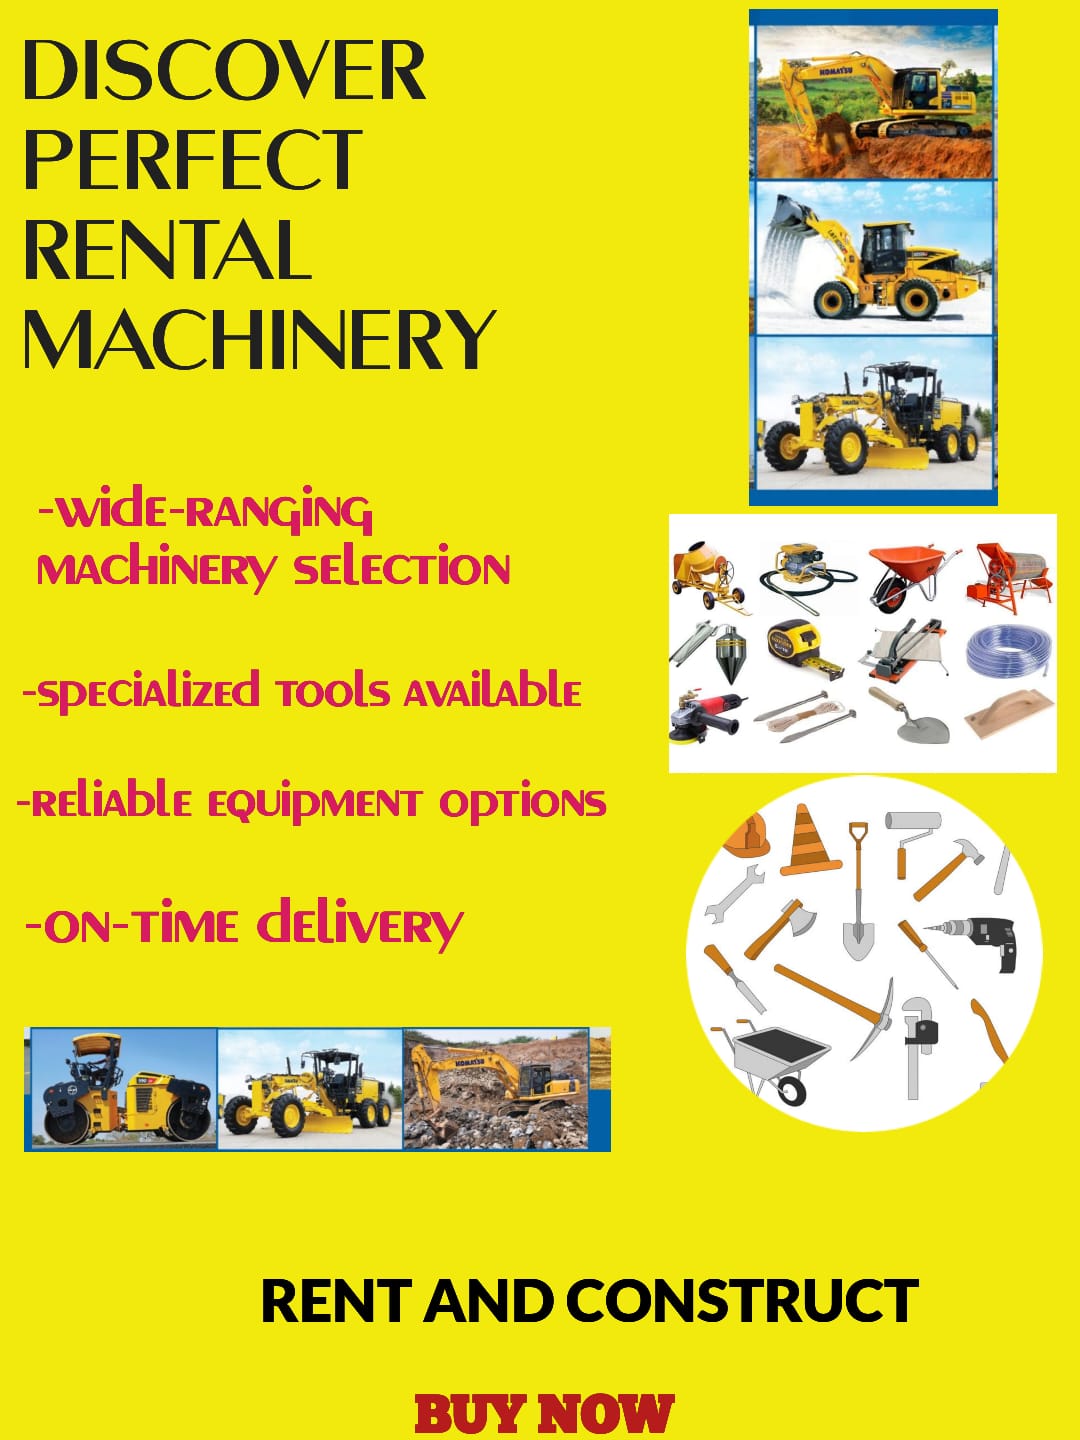 DISCOVER
PERFECT
RENTAL
MACHINERY
-WIDE-RANGING
MACHINERY SELECTION
-SPECIALIZED TOOLS AVAILABLE
-RELIABLE EQUIPMENT OPTIONS
-ON-TIME DELIVERY
KOMATSU
KOMATSU
RENT AND CONSTRUCT
BUY NOW